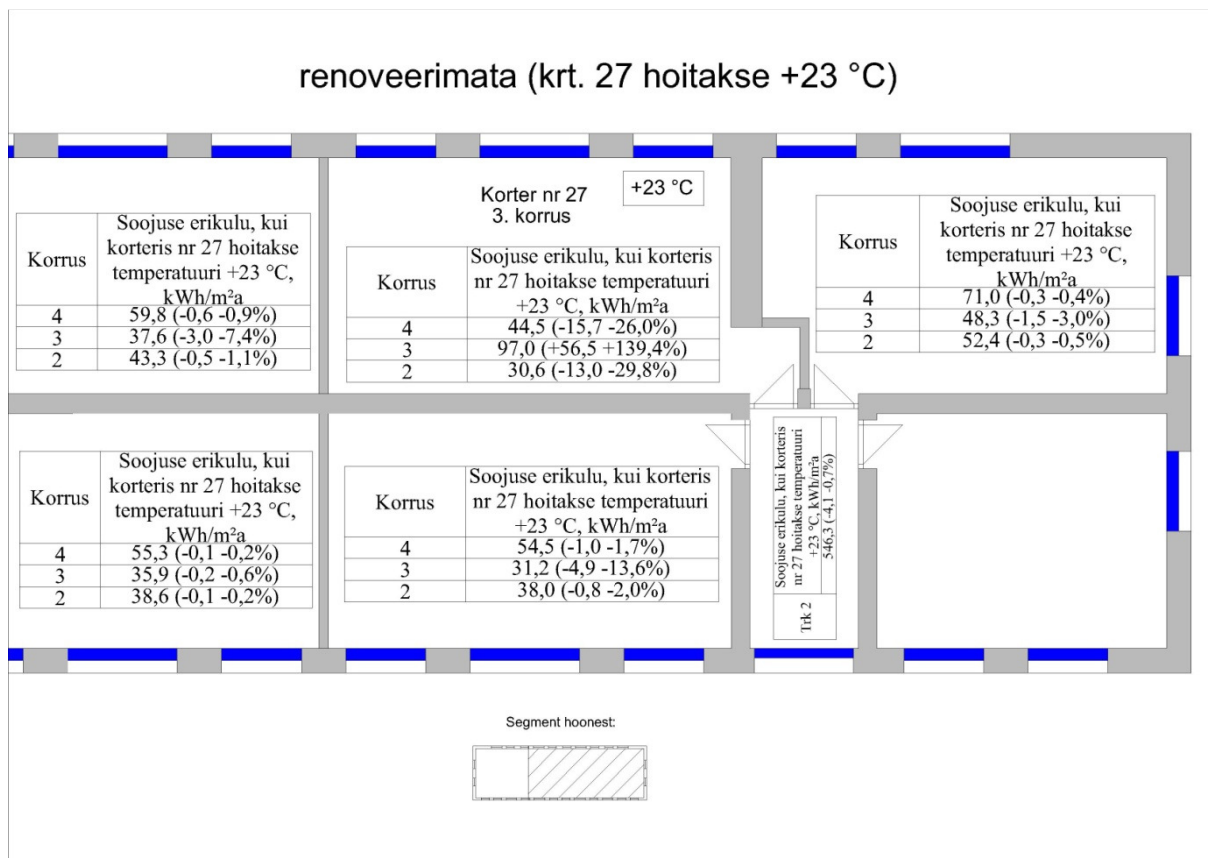 renoveerimata (krt. 27 hoitakse +23 °C)
Korter nr 27
3. korrus
+23 °C
Korrus
Soojuse erikulu, kui
korteris nr 27 hoitakse
temperatuuri +23 °C,
kWh/m²a
4 59,8 (-0,6 -0,9%)
3 37,6 (-3,0 -7,4%)
2 43,3 (-0,5 -1,1%)
Korrus
Soojuse erikulu, kui korteris
nr 27 hoitakse temperatuuri
+23 °C, kWh/m²a
4 44,5 (-15,7 -26,0%)
3 97,0 (+56,5 +139,4%)
2 30,6 (-13,0 -29,8%)
Korrus
Soojuse erikulu, kui
korteris nr 27 hoitakse
temperatuuri +23 °C,
kWh/m²a
4 71,0 (-0,3 -0,4%)
3 48,3 (-1,5 -3,0%)
2 52,4 (-0,3 -0,5%)
Korrus
Soojuse erikulu, kui
korteris nr 27 hoitakse
temperatuuri +23 °C,
kWh/m²a
4 55,3 (-0,1 -0,2%)
3 35,9 (-0,2 -0,6%)
2 38,6 (-0,1 -0,2%)
Korrus
Soojuse erikulu, kui korteris
nr 27 hoitakse temperatuuri
+23 °C, kWh/m²a
4 54,5 (-1,0 -1,7%)
3 31,2 (-4,9 -13,6%)
2 38,0 (-0,8 -2,0%)
Trk 2
Soojuse erikulu, kui korteris
nr 27 hoitakse temperatuuri
+23 °C, kWh/m²a
546,3 (-4,1 -0,7%)
Segment hoonest: